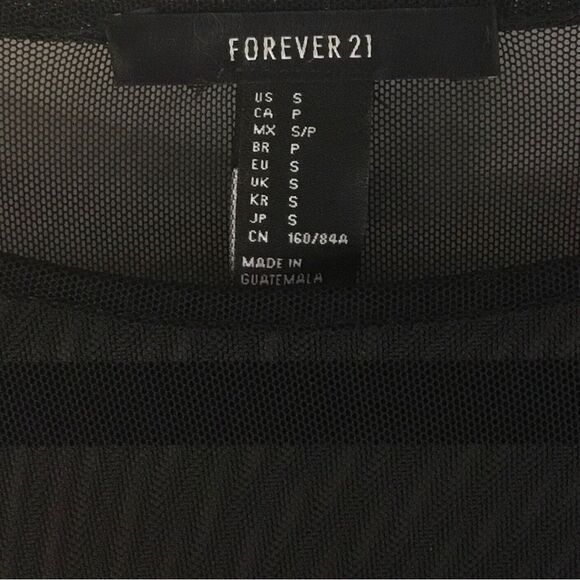 FOREVER 21
US S
CA P
MX S/P
BR P
EU S
UK S
KR S
JP S
CN 160/84A
MADE IN
GUATEMALA